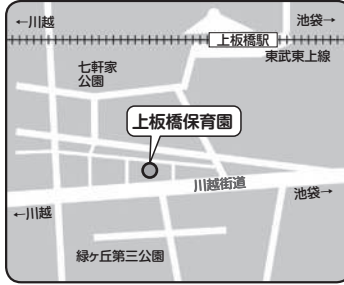 ←川越
池袋→
上板橋駅
東武東上線
七軒家
公園
上板橋保育園
川越街道
池袋→
←川越
緑ヶ丘第三公園